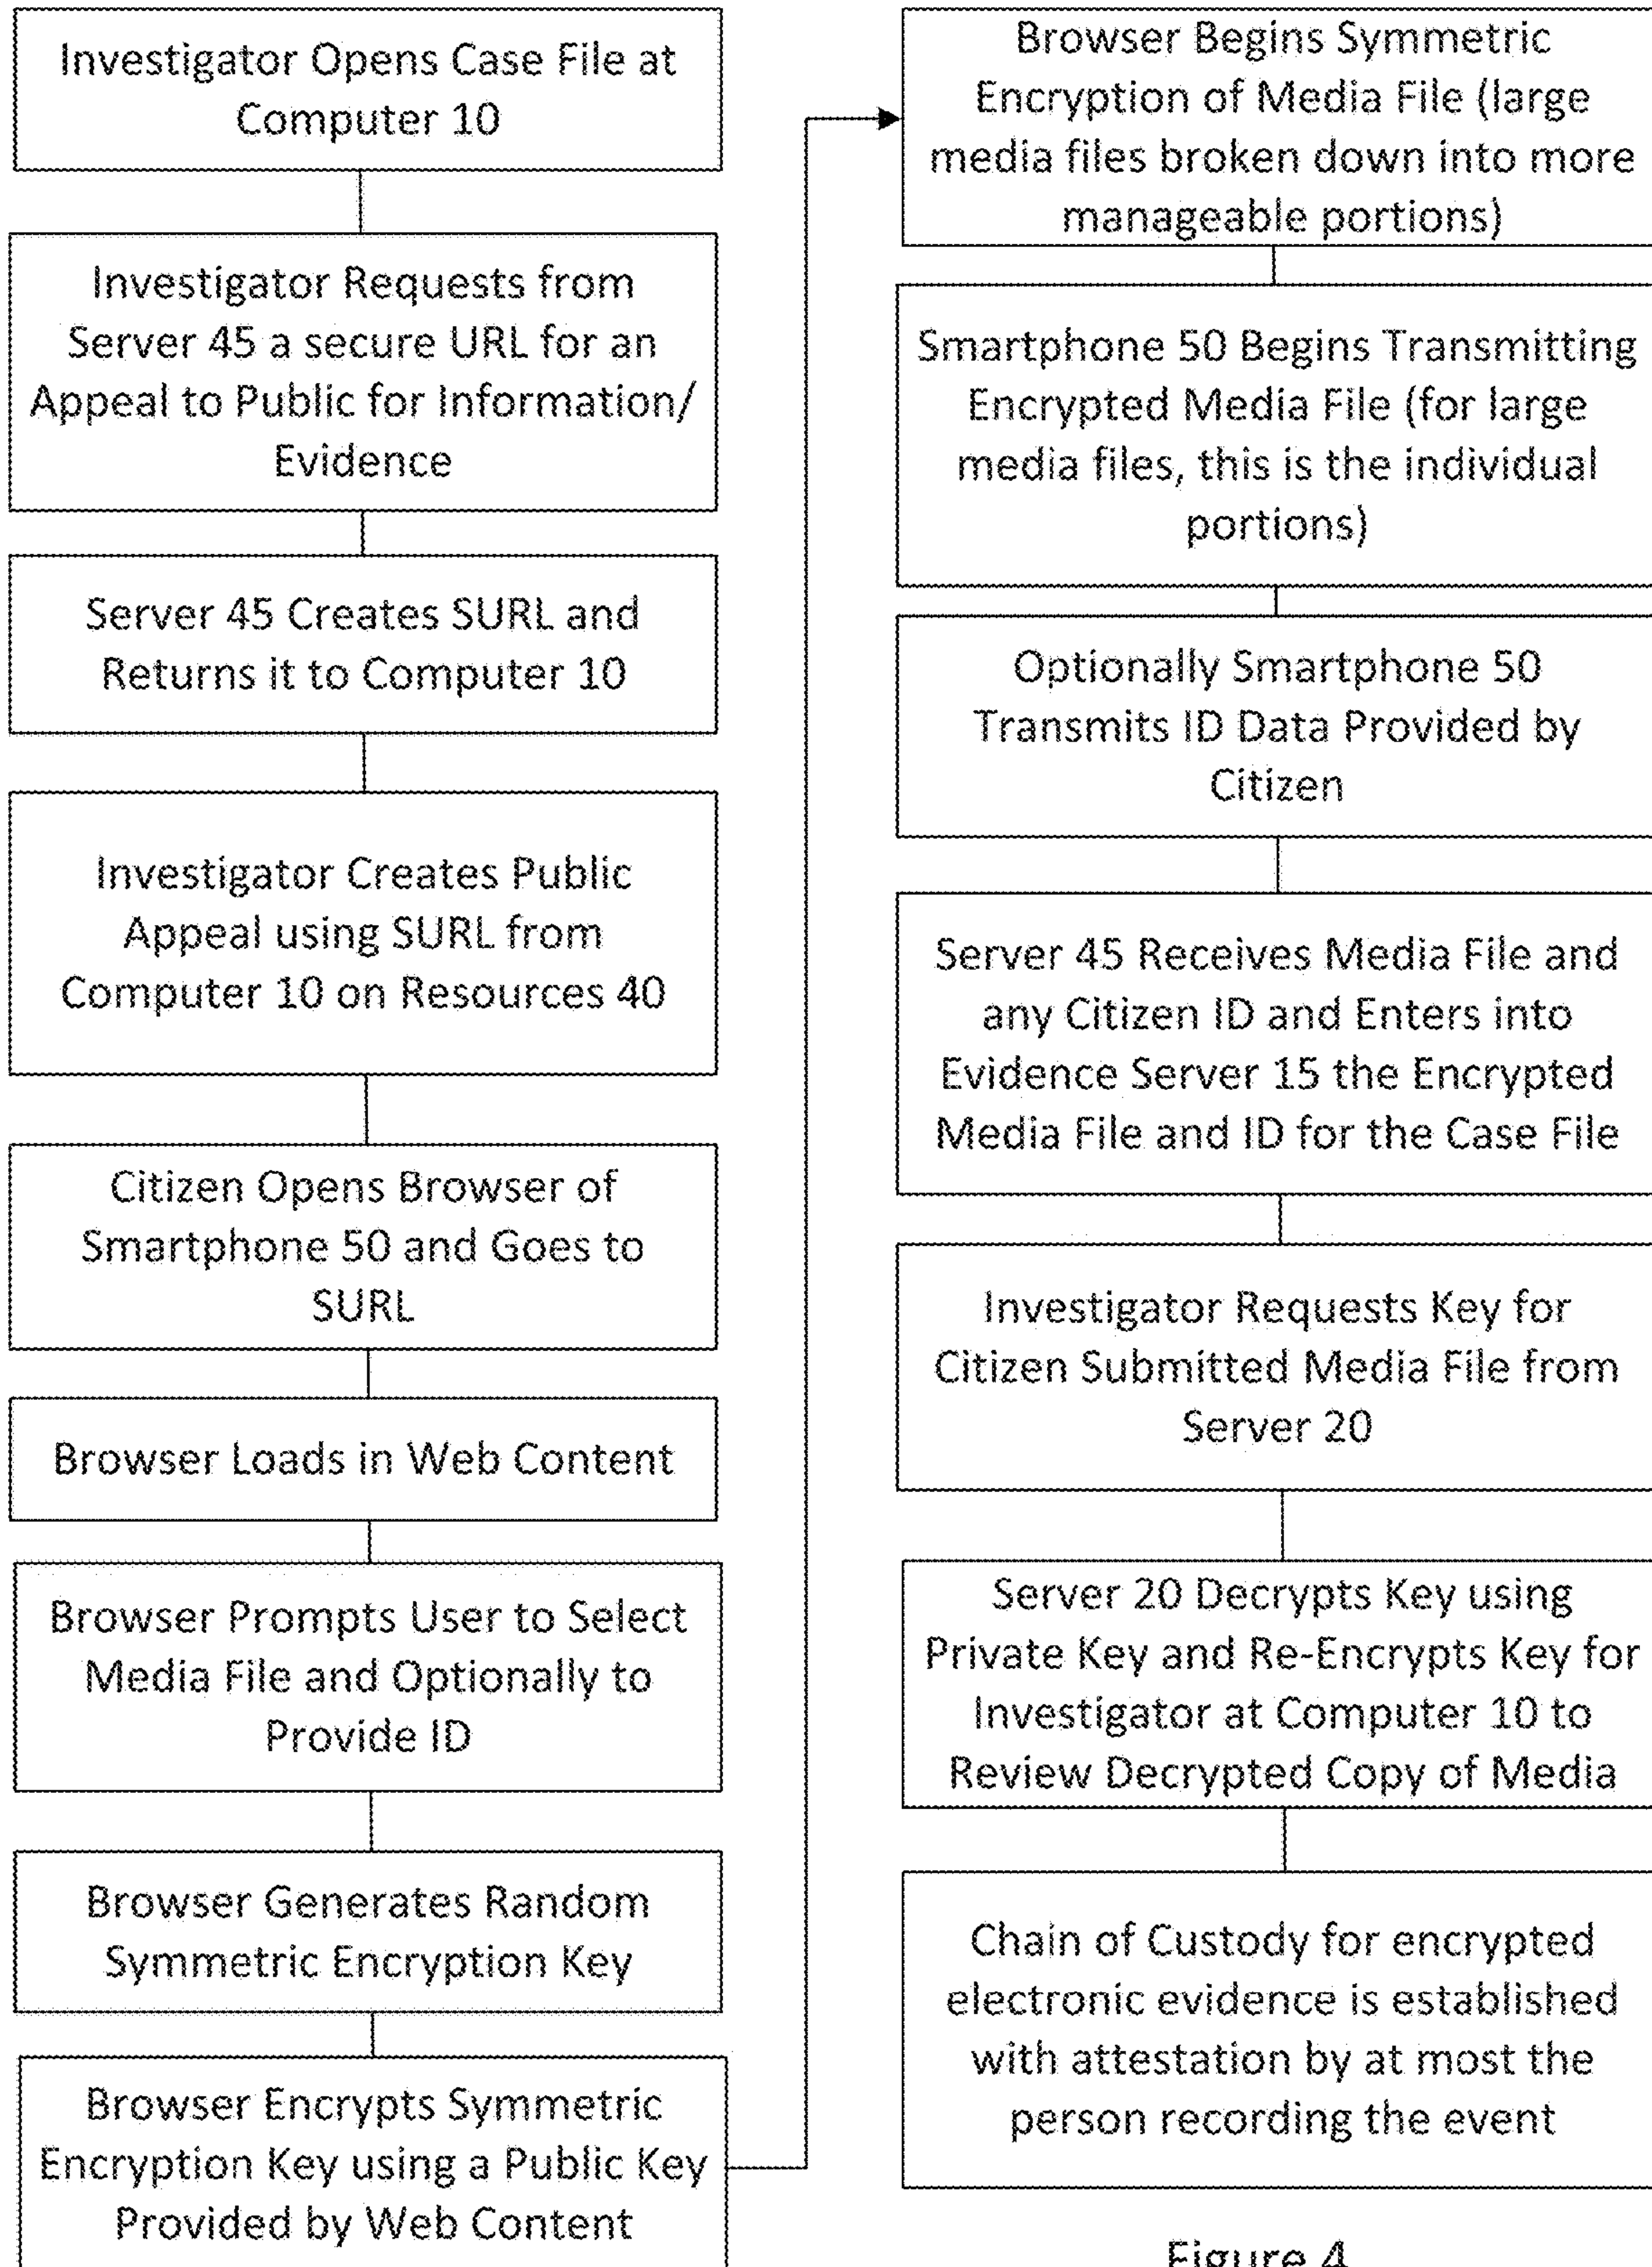 Investigator Opens Case File at
Computer 10
Investigator Requests from
Server 45 a secure URL for an
Appeal to Public for Information/
Evidence
Server 45 Creates SURL and
Returns it to Computer 10
Investigator Creates Public
Appeal using SURL from
Computer 10 on Resources 40
Citizen Opens Browser of
Smartphone 50 and Goes to
SURL
Browser Loads in Web Content
Browser Prompts User to Select
Media File and Optionally to
Provide ID
Browser Generates Random
Symmetric Encryption Key
Browser Encrypts Symmetric
Encryption Key using a Public Key
Provided by Web Content
Browser Begins Symmetric
Encryption of Media File (large
media files broken down into more
manageable portions)
Smartphone 50 Begins Transmitting
Encrypted Media File (for large
media files, this is the individual
portions)
Optionally Smartphone 50
Transmits ID Data Provided by
Citizen
Server 45 Receives Media File and
any Citizen ID and Enters into
Evidence Server 15 the Encrypted
Media File and ID for the Case File
Investigator Requests Key for
Citizen Submitted Media File from
Server 20
Server 20 Decrypts Key using
Private Key and Re-Encrypts Key for
Investigator at Computer 10 to
Review Decrypted Copy of Media
Chain of Custody for encrypted
electronic evidence is established
with attestation by at most the
person recording the event
Figure 4